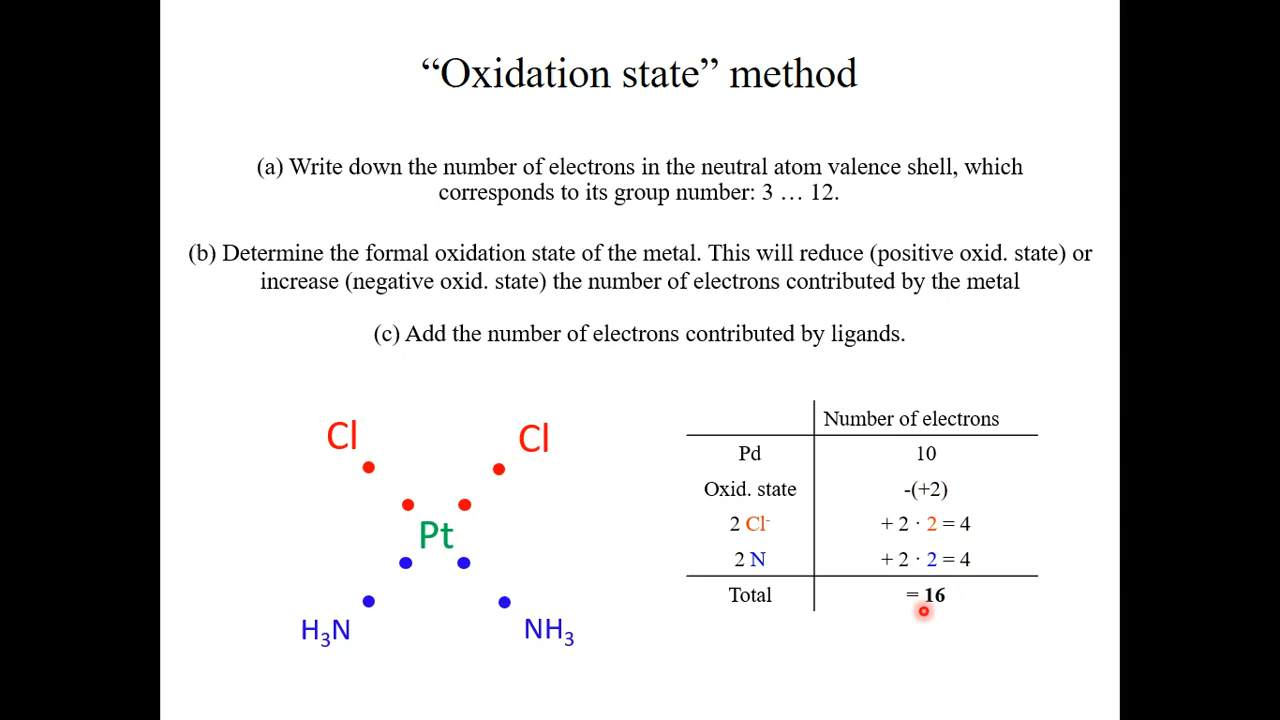 “Oxidation state” method
(a) Write down the number of electrons in the neutral atom valence shell, which
corresponds to its group number: 3 … 12.
(b) Determine the formal oxidation state of the metal. This will reduce (positive oxid. state) or
increase (negative oxid. state) the number of electrons contributed by the metal
(c) Add the number of electrons contributed by ligands.
Cl
Cl
Pt
H₃N
NH₃
Number of electrons
Pd 10
Oxid. state -(+2)
2 Cl⁻ + 2 · 2 = 4
2 N + 2 · 2 = 4
Total = 16